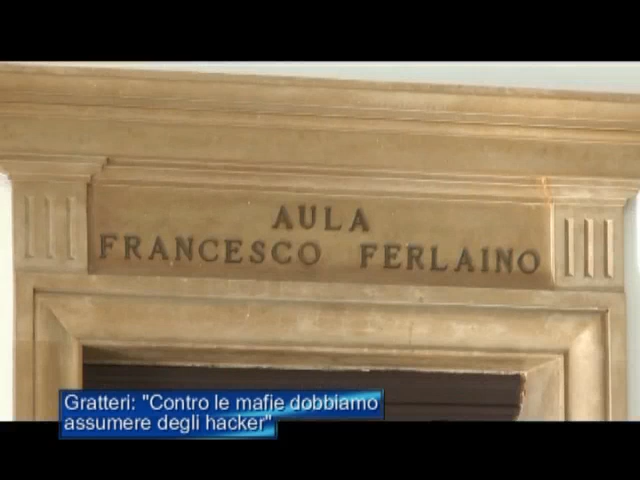 AULA
FRANCESCO FERLAINO
Gratteri: "Contro le mafie dobbiamo
assumere degli hacker"